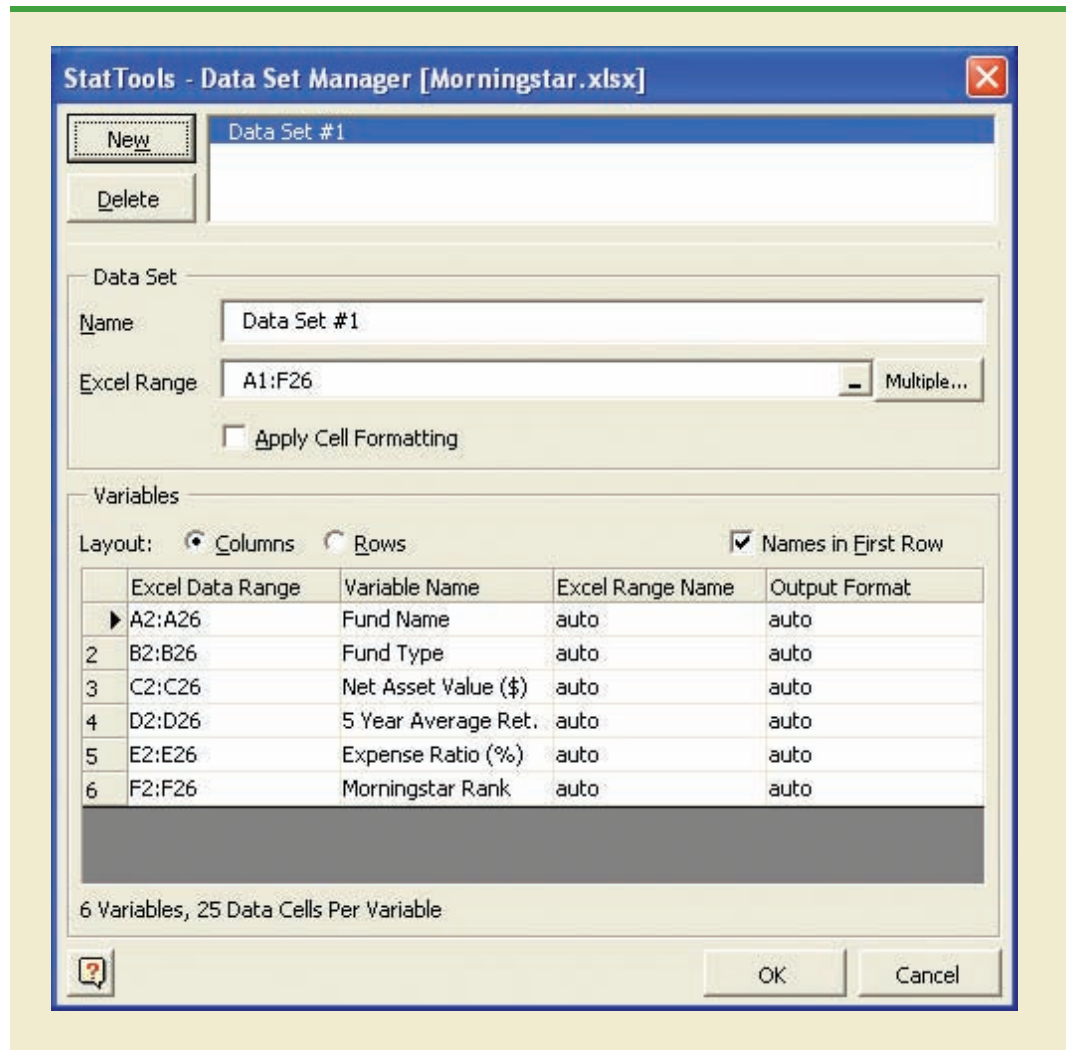 StatTools - Data Set Manager [Morningstar.xlsx]
New
Data Set #1
Delete
Data Set
Name
Data Set #1
Excel Range
A1:F26
Multiple...
Apply Cell Formatting
Variables
Layout: Columns Rows Names in First Row
Excel Data Range Variable Name Excel Range Name Output Format
A2:A26 Fund Name auto auto
2 B2:B26 Fund Type auto auto
3 C2:C26 Net Asset Value ($) auto auto
4 D2:D26 5 Year Average Ret. auto auto
5 E2:E26 Expense Ratio (%) auto auto
6 F2:F26 Morningstar Rank auto auto
6 Variables, 25 Data Cells Per Variable
OK Cancel